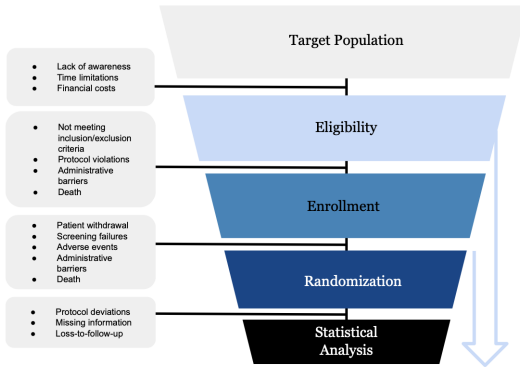 Target Population
● Lack of awareness
● Time limitations
● Financial costs
Eligibility
● Not meeting
inclusion/exclusion
criteria
● Protocol violations
● Administrative
barriers
● Death
Enrollment
● Patient withdrawal
● Screening failures
● Adverse events
● Administrative
barriers
● Death
Randomization
● Protocol deviations
● Missing information
● Loss-to-follow-up
Statistical
Analysis